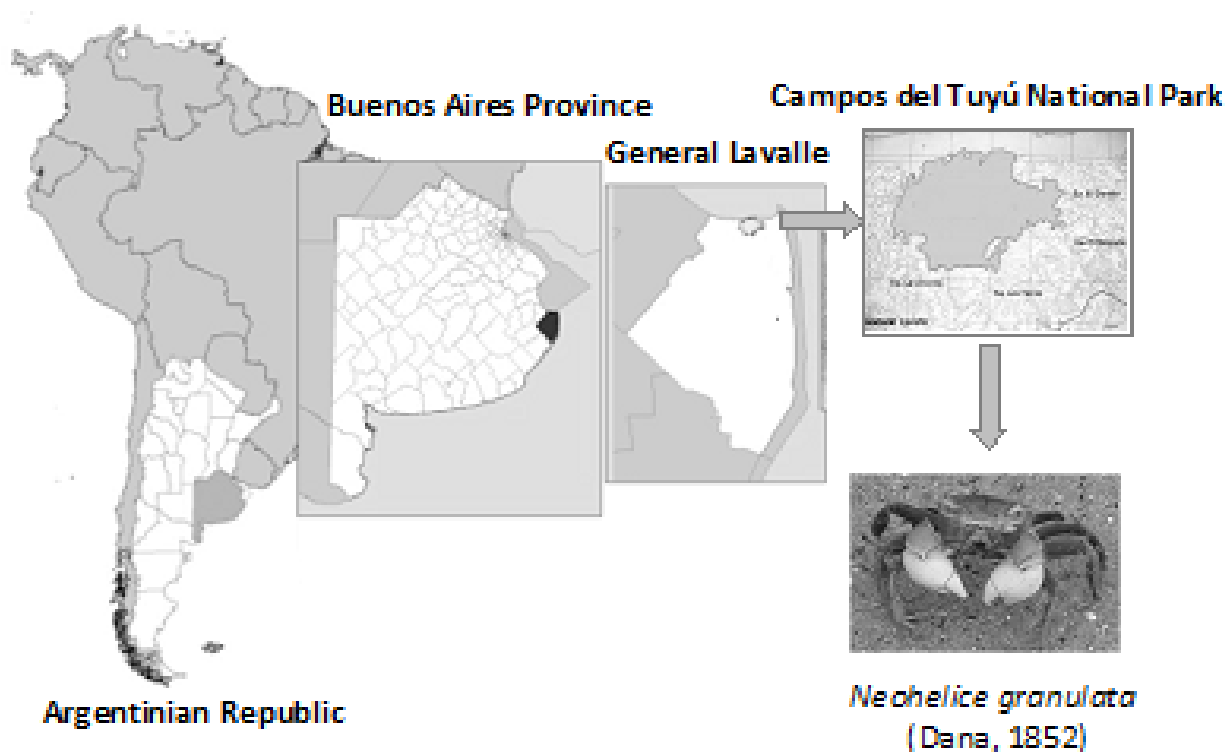 Buenos Aires Province
Campos del Tuyú National Park
General Lavalle
Argentinian Republic
Neohelice granulata
(Dana, 1852)